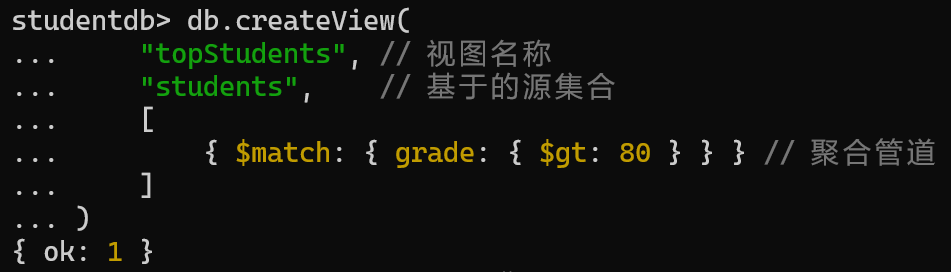 studentdb> db.createView(
...     "topStudents", // 视图名称
...     "students",    // 基于的源集合
...     [
...         { $match: { grade: { $gt: 80 } } } // 聚合管道
...     ]
... )
{ ok: 1 }